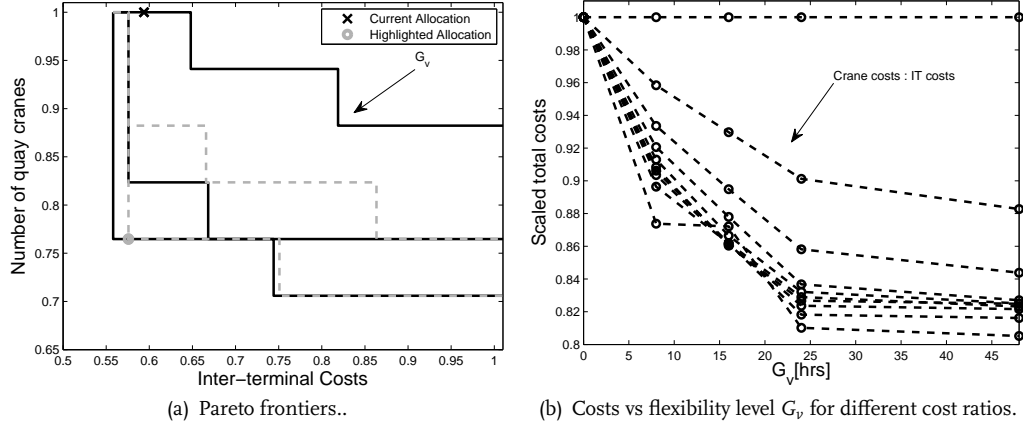 1
0.95
0.9
0.85
0.8
0.75
0.7
0.65
0.5 0.55 0.6 0.65 0.7 0.75 0.8 0.85 0.9 0.95 1
Number of quay cranes
Inter−terminal Costs
Current Allocation
Highlighted Allocation
Gv
(a) Pareto frontiers..
1
0.98
0.96
0.94
0.92
0.9
0.88
0.86
0.84
0.82
0.8
0 5 10 15 20 25 30 35 40 45
Scaled total costs
Gv[hrs]
Crane costs : IT costs
(b) Costs vs flexibility level Gv for different cost ratios.